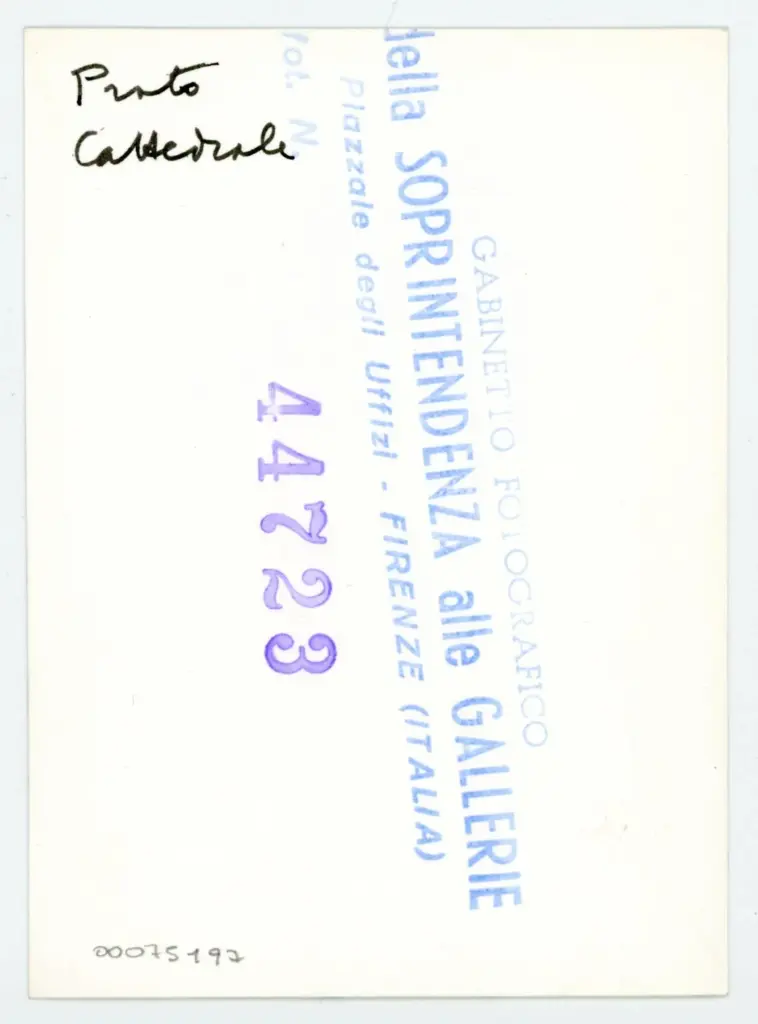 Prato
Cattedrale
GABINETTO FOTOGRAFICO
della SOPRINTENDENZA alle GALLERIE
Piazzale degli Uffizi - FIRENZE (ITALIA)
fot. N.
44723
00075197